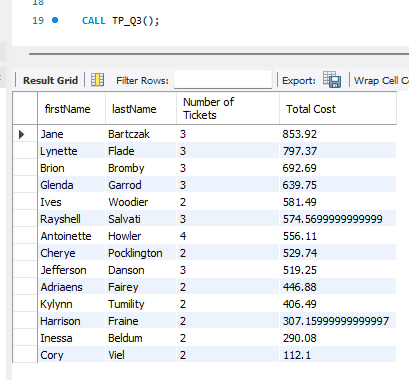 18
19 CALL TP_Q3();
Result Grid Filter Rows: Export: Wrap Cell Co
firstName lastName Number of Tickets Total Cost
Jane Bartczak 3 853.92
Lynette Flade 3 797.37
Brion Bromby 3 692.69
Glenda Garrod 3 639.75
Ives Woodier 2 581.49
Rayshell Salvati 3 574.5699999999999
Antoinette Howler 4 556.11
Cherye Pocklington 2 529.74
Jefferson Danson 3 519.25
Adriaens Fairey 2 446.88
Kylynn Tumility 2 406.49
Harrison Fraine 2 307.15999999999997
Inessa Beldum 2 290.08
Cory Viel 2 112.1